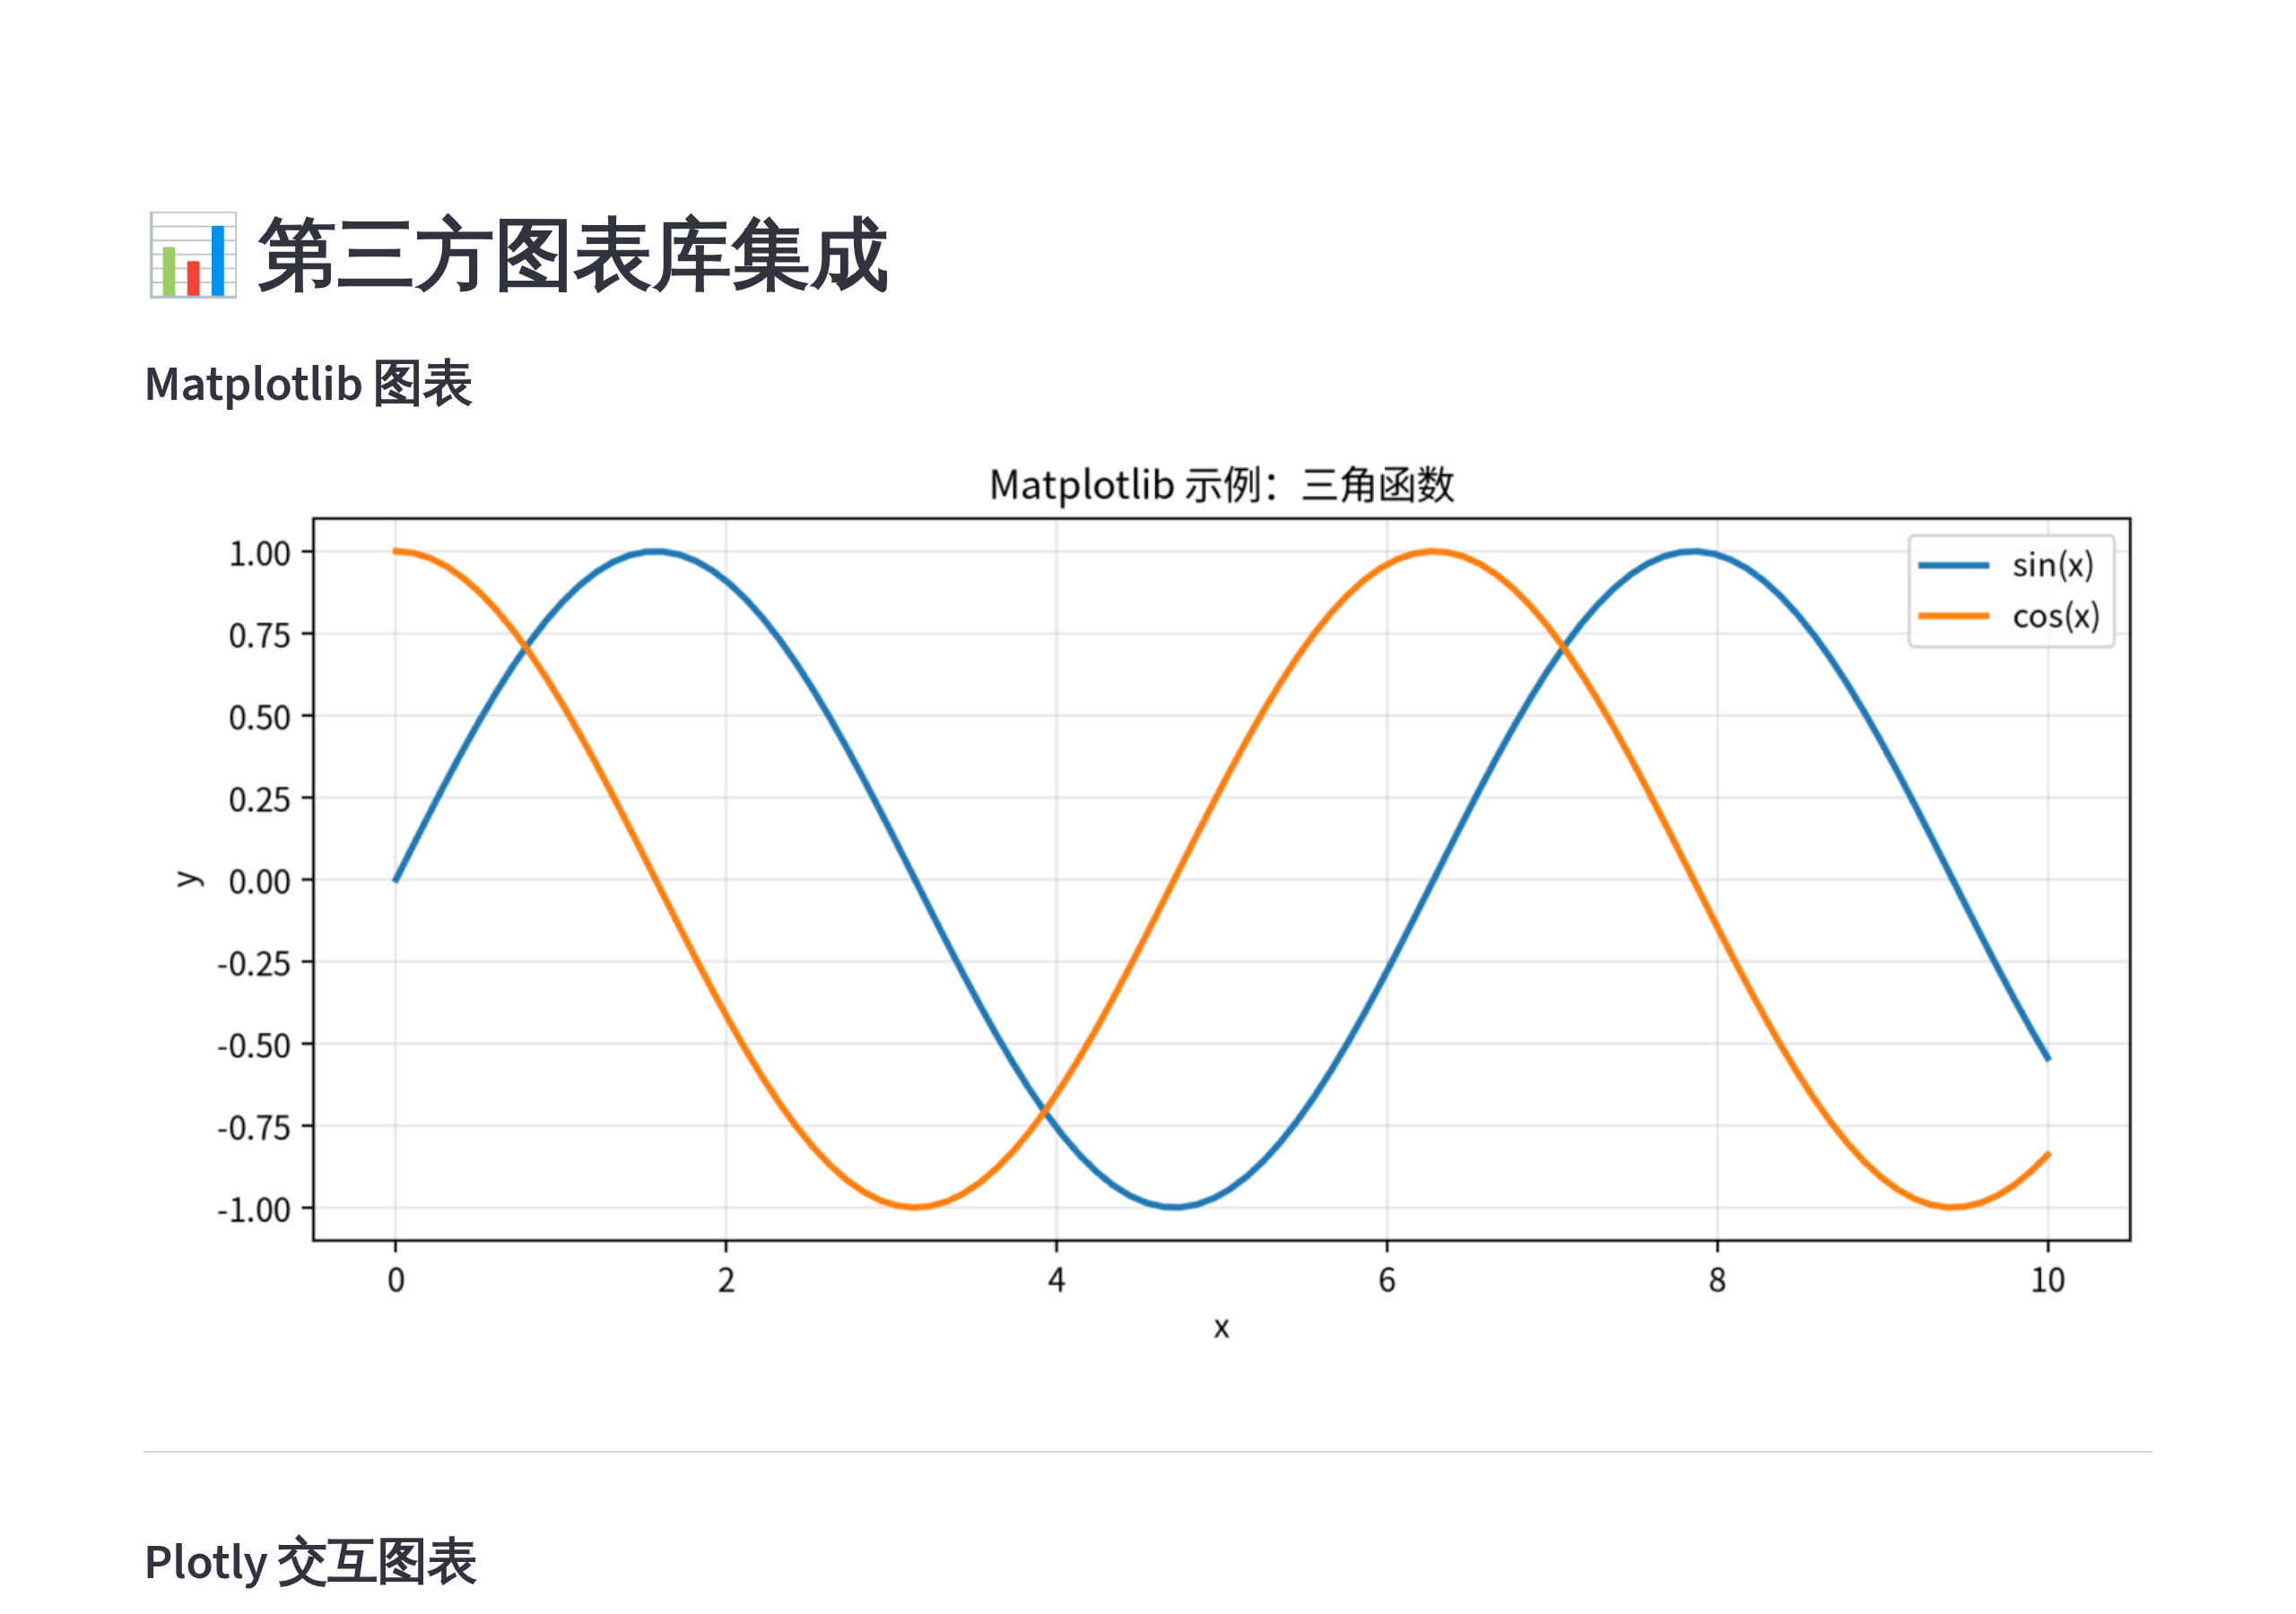 📊 第三方图表库集成
Matplotlib 图表
Matplotlib 示例：三角函数
sin(x)
cos(x)
1.00
0.75
0.50
0.25
0.00
-0.25
-0.50
-0.75
-1.00
y
0 2 4 6 8 10
x
Plotly 交互图表